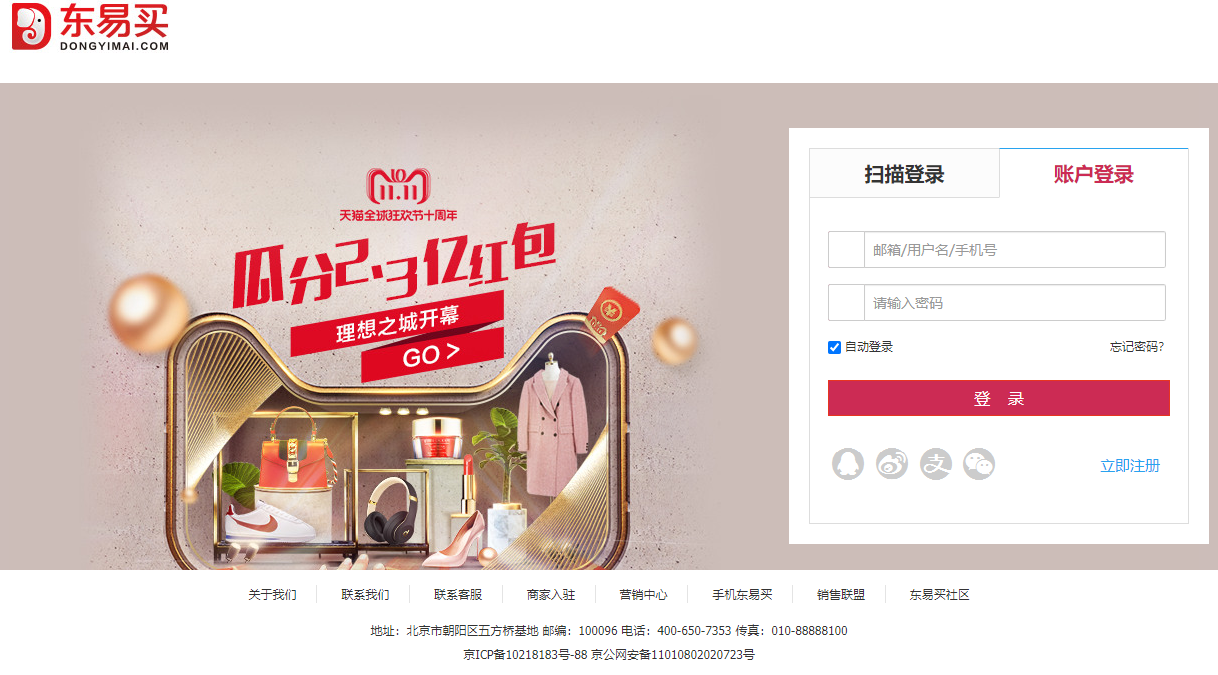 东易买
DONGYIMAI.COM
11.11
天猫全球狂欢节十周年
瓜分2.3亿红包
理想之城开幕
GO >
扫描登录
账户登录
邮箱/用户名/手机号
请输入密码
自动登录
忘记密码?
登 录
立即注册
关于我们
联系我们
联系客服
商家入驻
营销中心
手机东易买
销售联盟
东易买社区
地址：北京市朝阳区五方桥基地 邮编：100096 电话：400-650-7353 传真：010-88888100
京ICP备10218183号-88 京公网安备11010802020723号